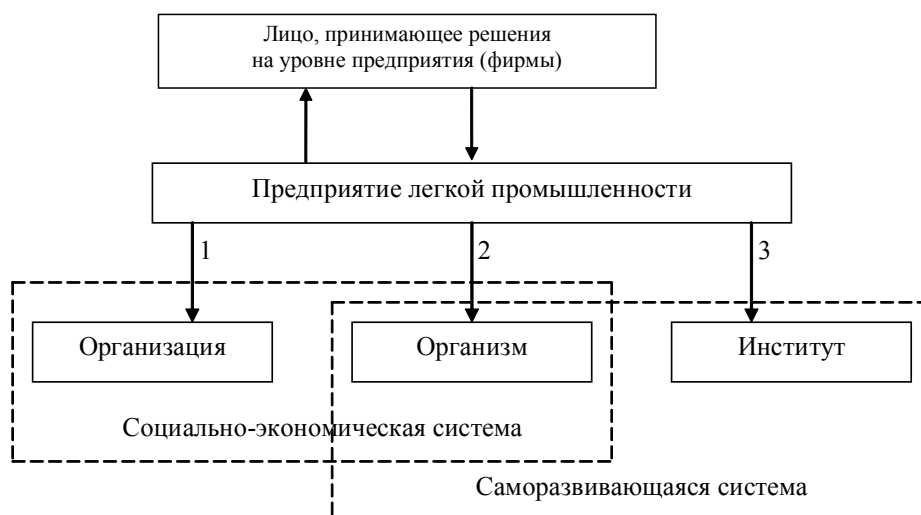 Лицо, принимающее решения
на уровне предприятия (фирмы)
Предприятие легкой промышленности
1
2
3
Организация
Организм
Институт
Социально-экономическая система
Саморазвивающаяся система